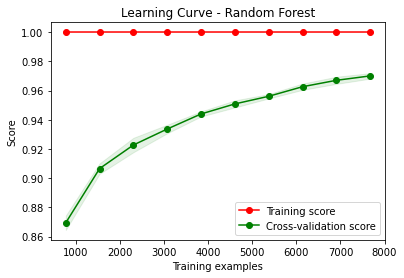 Learning Curve - Random Forest
1.00
0.98
0.96
0.94
0.92
0.90
0.88
0.86
Score
Training score
Cross-validation score
1000 2000 3000 4000 5000 6000 7000 8000
Training examples